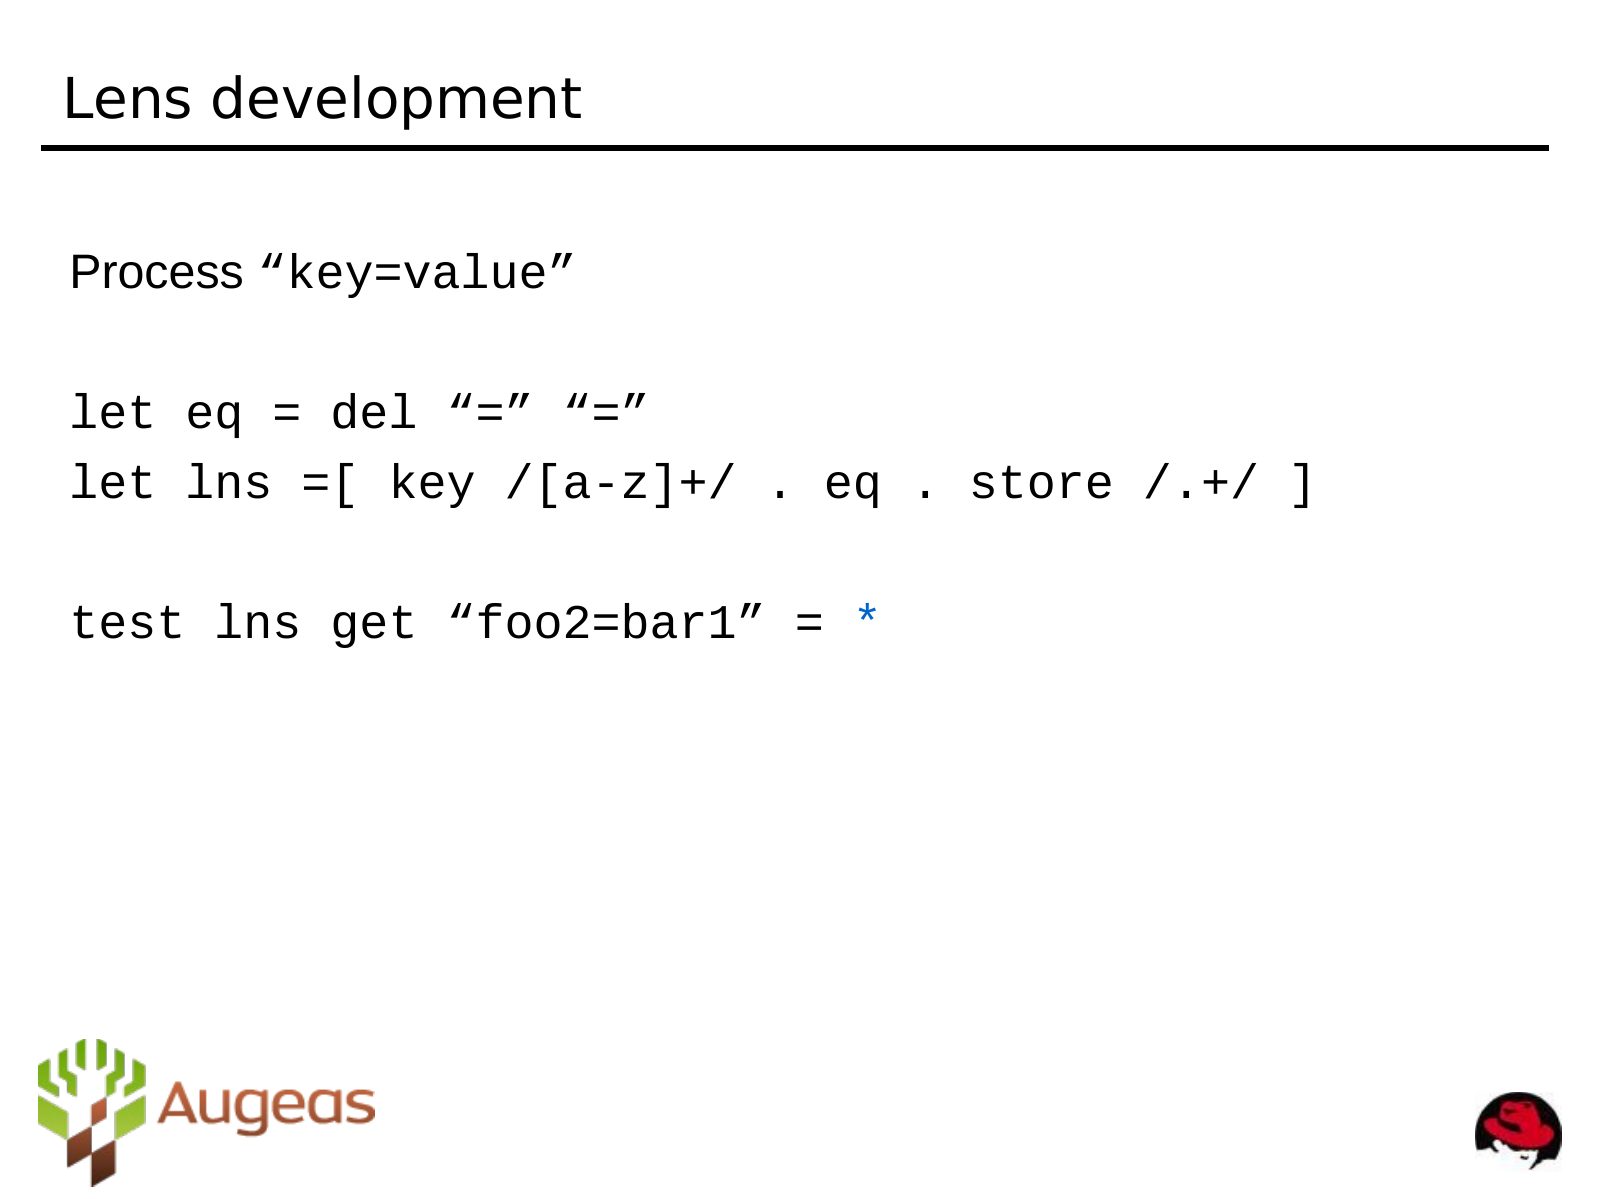 Lens development
Process “key=value”
let eq = del “=” “=”
let lns =[ key /[a-z]+/ . eq . store /.+/ ]
test lns get “foo2=bar1” = *
Augeas